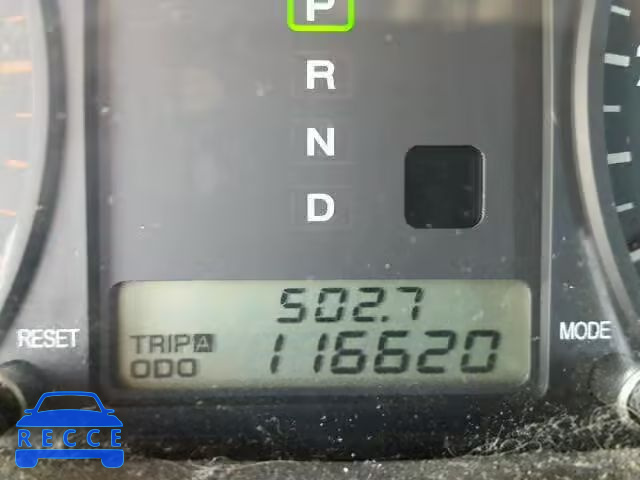 P
R
N
D
502.7
RESET
TRIP A
ODO
116620
MODE
RECCE